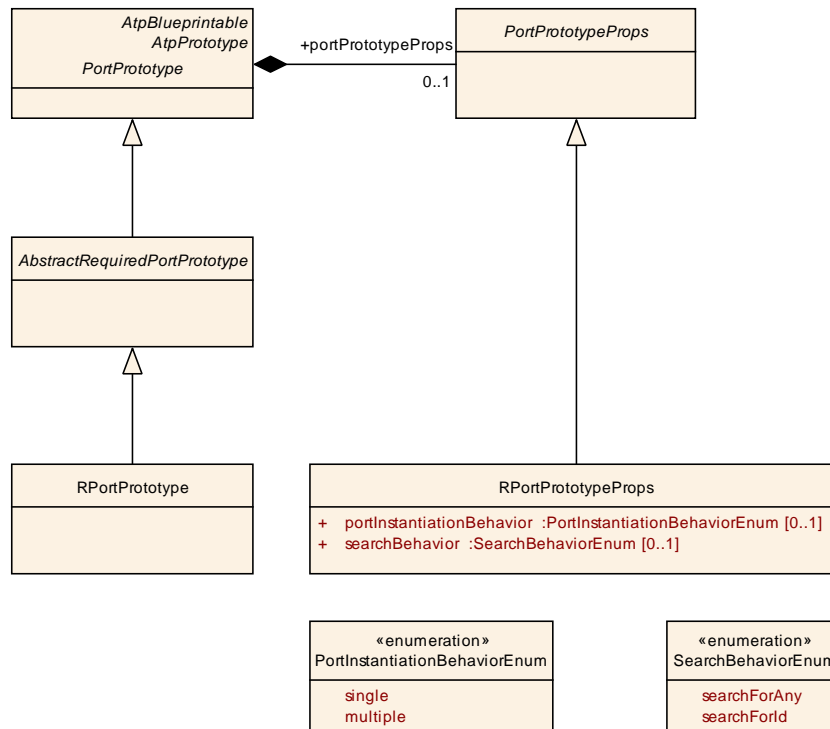 AtpBlueprintable
AtpPrototype
PortPrototype
+portPrototypeProps
0..1
PortPrototypeProps
AbstractRequiredPortPrototype
RPortPrototype
RPortPrototypeProps
+ portInstantiationBehavior :PortInstantiationBehaviorEnum [0..1]
+ searchBehavior :SearchBehaviorEnum [0..1]
«enumeration»
PortInstantiationBehaviorEnum
single
multiple
«enumeration»
SearchBehaviorEnum
searchForAny
searchForId